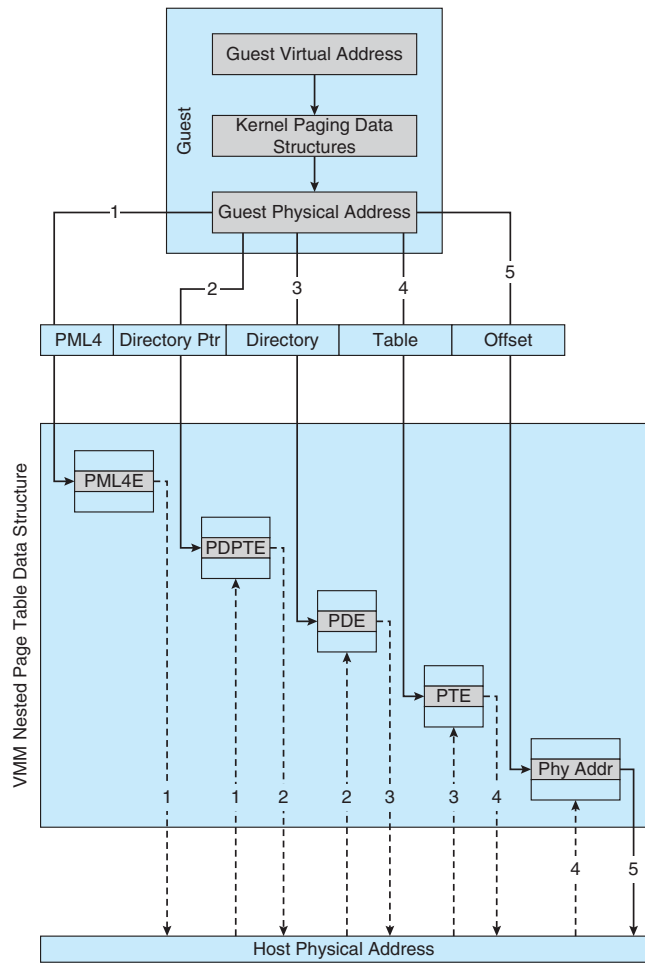 Guest Virtual Address
Guest
Kernel Paging Data
Structures
Guest Physical Address
1
2
3
4
5
PML4
Directory Ptr
Directory
Table
Offset
VMM Nested Page Table Data Structure
PML4E
PDPTE
PDE
PTE
Phy Addr
1
1
2
2
3
3
4
4
5
Host Physical Address